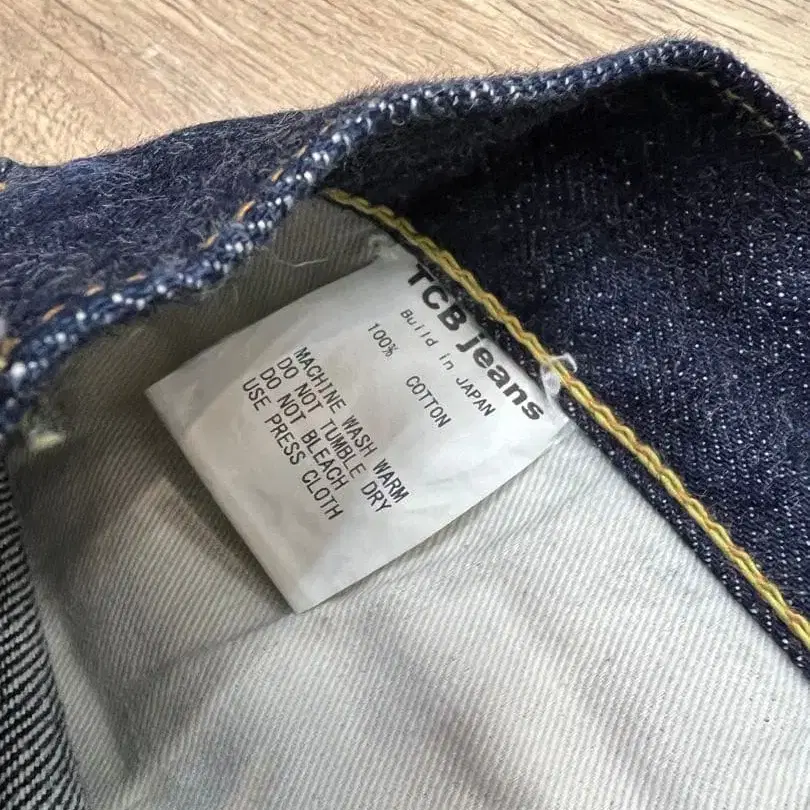 TCB jeans
Build in JAPAN
100% COTTON
MACHINE WASH WARM
DO NOT TUMBLE DRY
DO NOT BLEACH
USE PRESS CLOTH